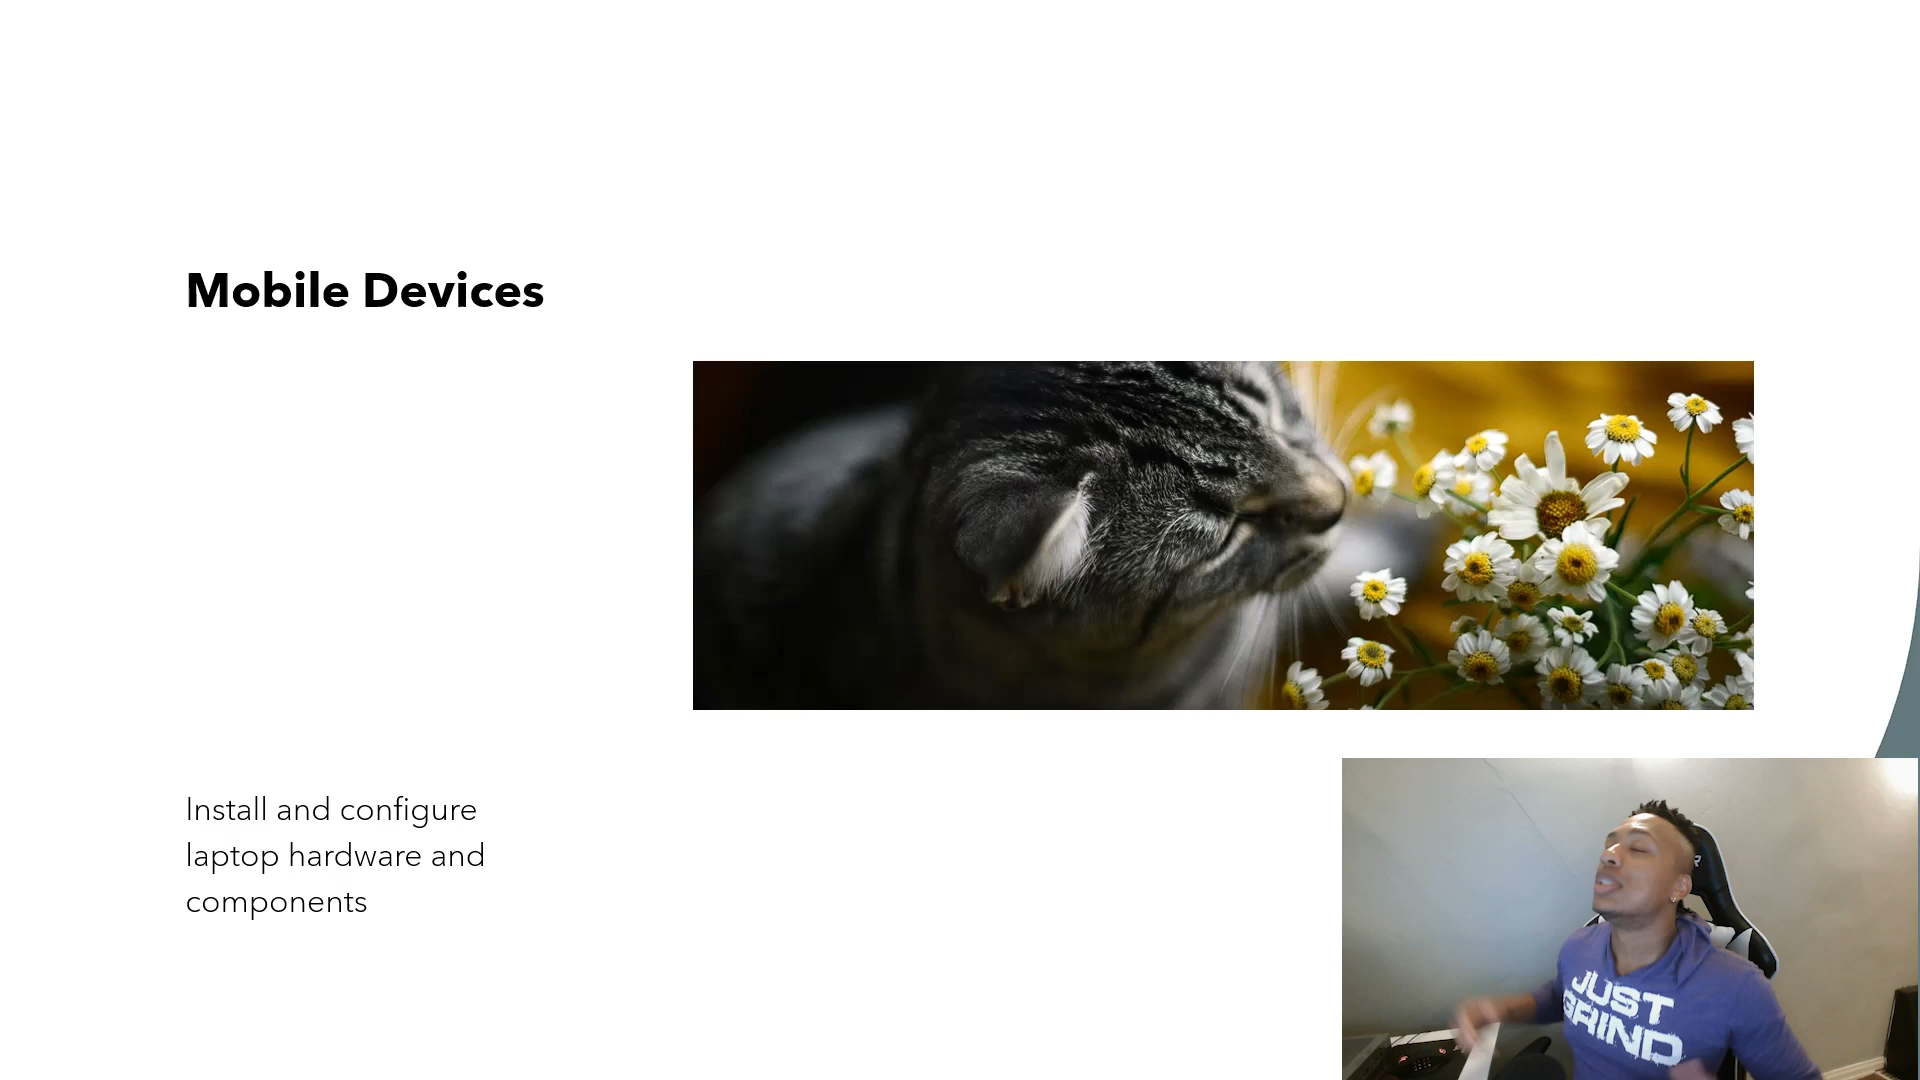 Mobile Devices
Install and configure
laptop hardware and
components
JUST
GRIND